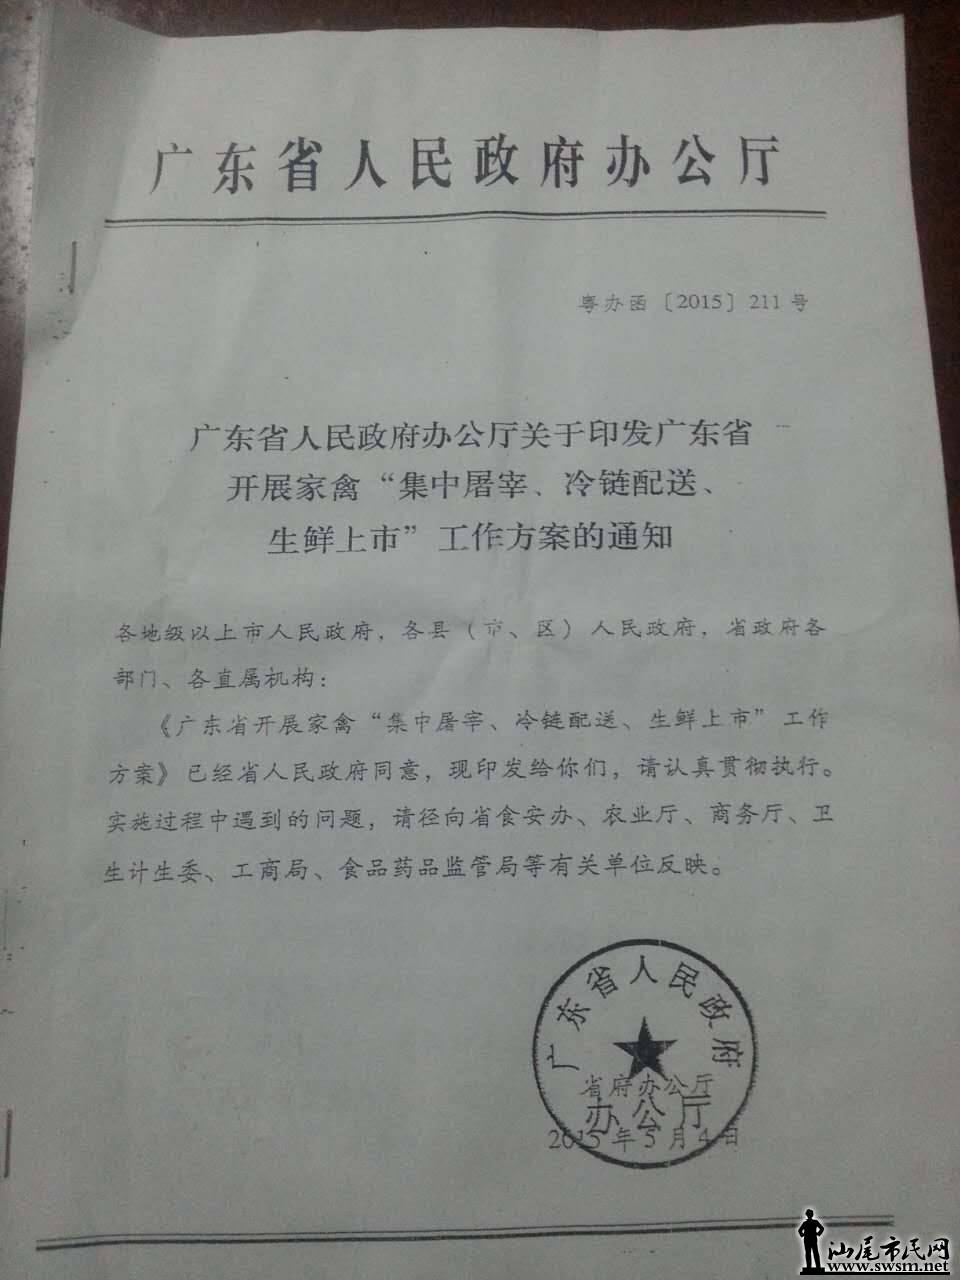 广东省人民政府办公厅
粤办函〔2015〕211号
广东省人民政府办公厅关于印发广东省
开展家禽“集中屠宰、冷链配送、
生鲜上市”工作方案的通知
各地级以上市人民政府，各县（市、区）人民政府，省政府各
部门、各直属机构：
《广东省开展家禽“集中屠宰、冷链配送、生鲜上市”工作
方案》已经省人民政府同意，现印发给你们，请认真贯彻执行。
实施过程中遇到的问题，请径向省食安办、农业厅、商务厅、卫
生计生委、工商局、食品药品监管局等有关单位反映。
广东省人民政府
省府办公厅
办公厅
2015年5月4日
汕尾市民网
www.swsm.net